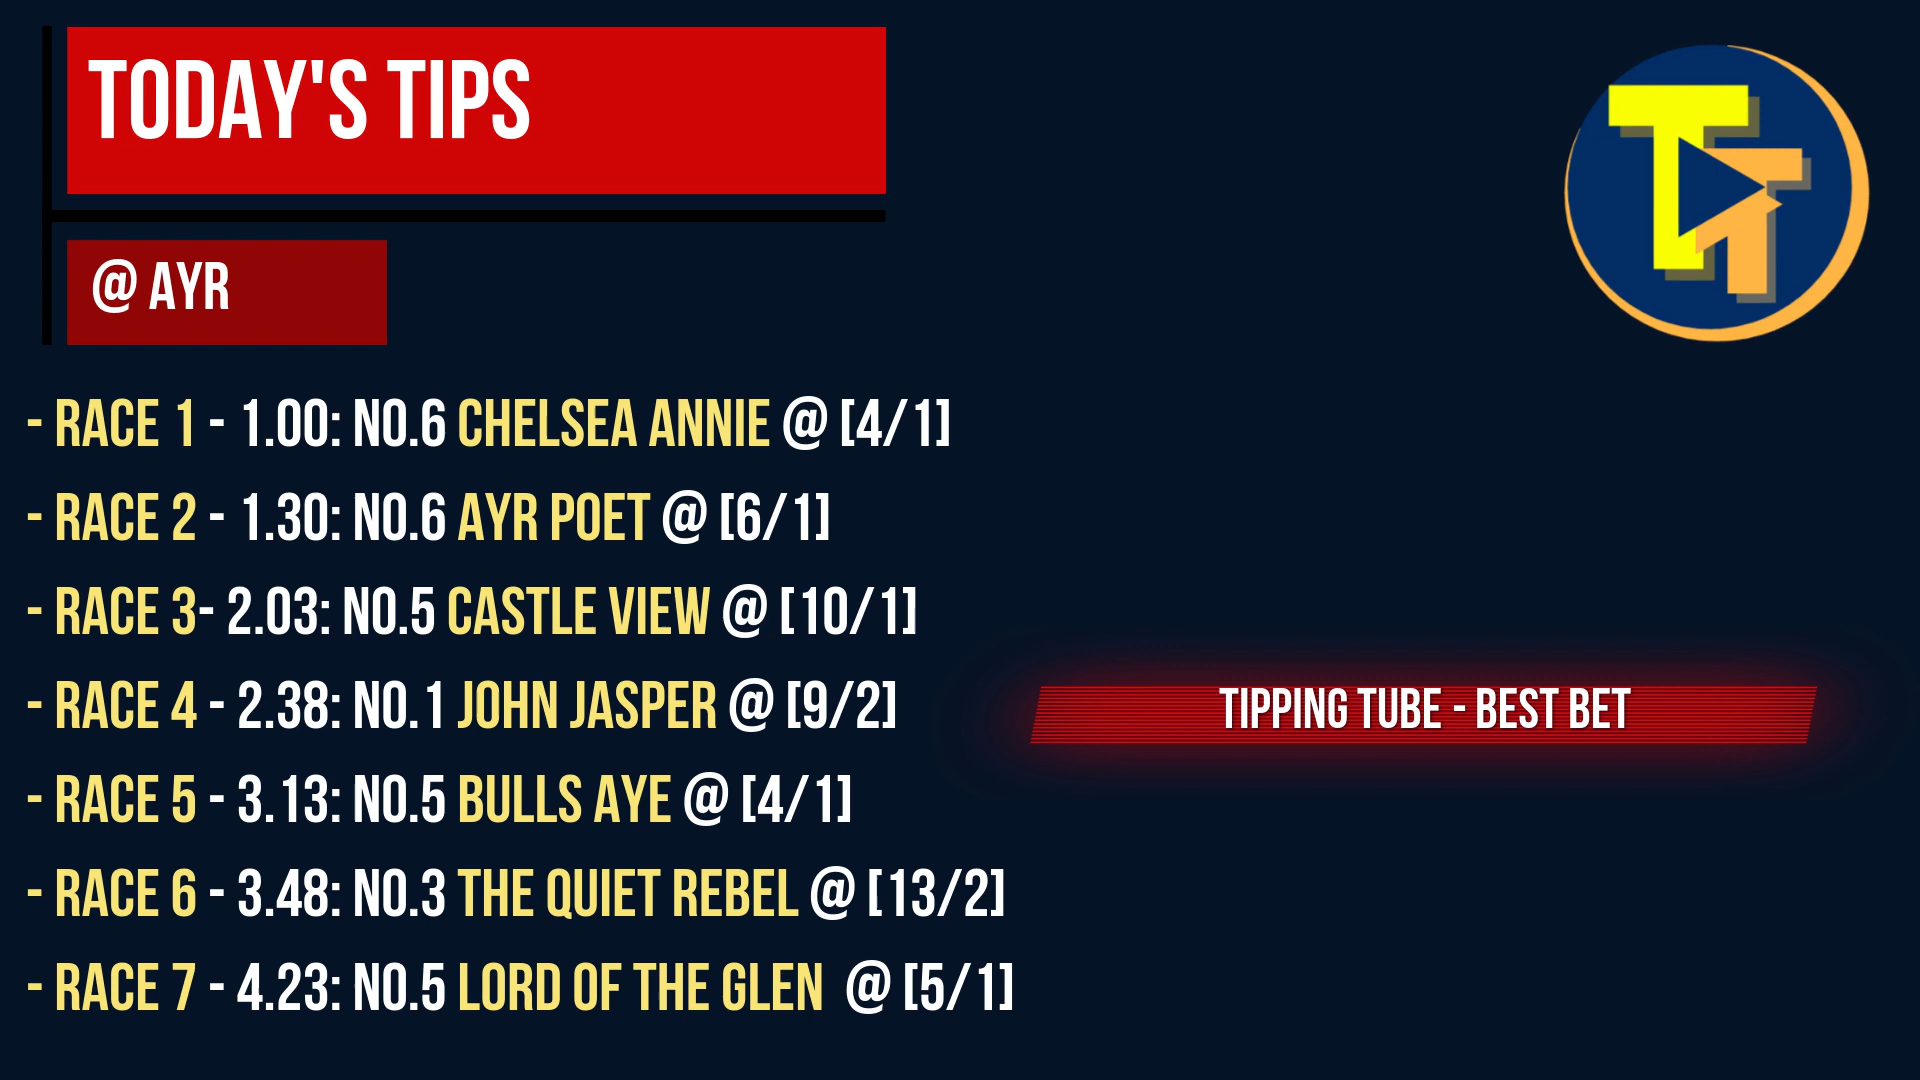 TODAY'S TIPS
@ AYR
- RACE 1 - 1.00: NO.6 CHELSEA ANNIE @ [4/1]
- RACE 2 - 1.30: NO.6 AYR POET @ [6/1]
- RACE 3- 2.03: NO.5 CASTLE VIEW @ [10/1]
- RACE 4 - 2.38: NO.1 JOHN JASPER @ [9/2]
TIPPING TUBE - BEST BET
- RACE 5 - 3.13: NO.5 BULLS AYE @ [4/1]
- RACE 6 - 3.48: NO.3 THE QUIET REBEL @ [13/2]
- RACE 7 - 4.23: NO.5 LORD OF THE GLEN @ [5/1]
TT